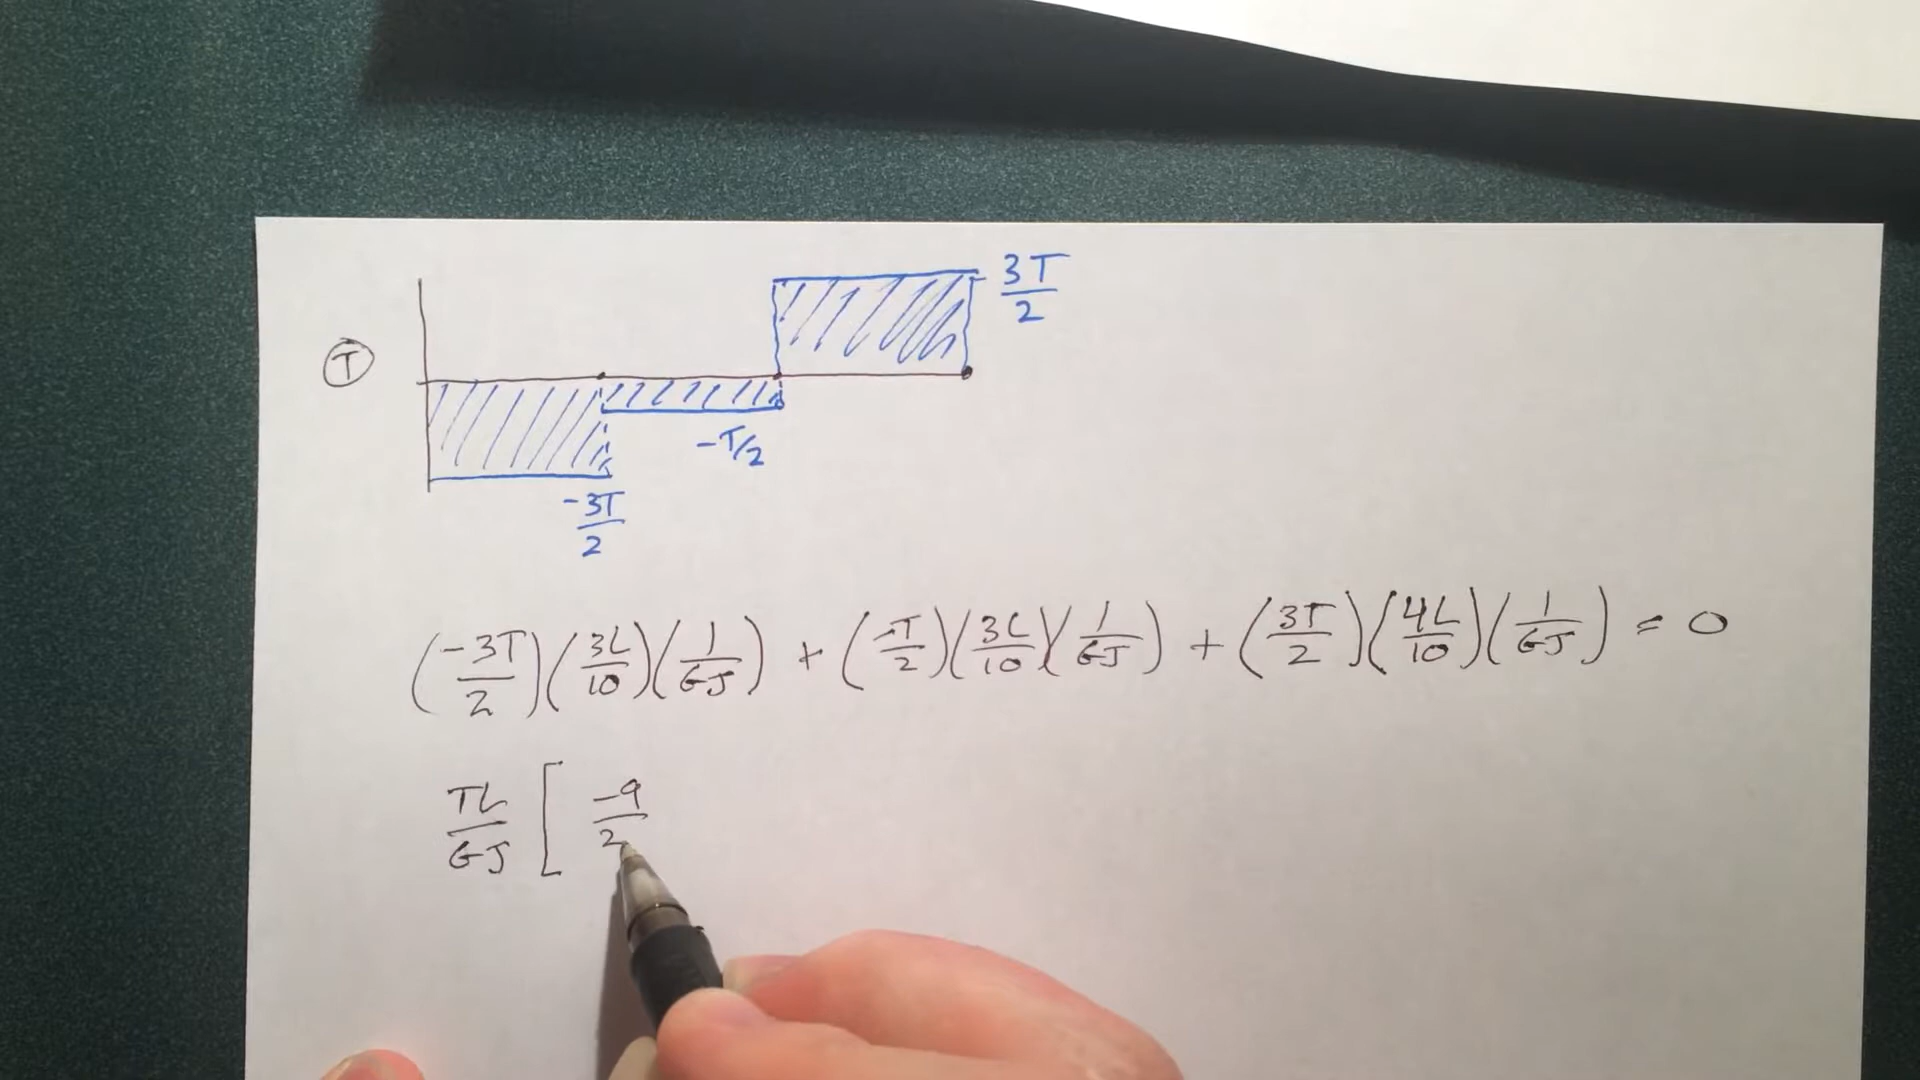 3T/2
T
-T/2
-3T/2
(-3T/2)(3L/10)(1/GJ) + (-T/2)(3L/10)(1/GJ) + (3T/2)(4L/10)(1/GJ) = 0
TL/GJ [ -9/2